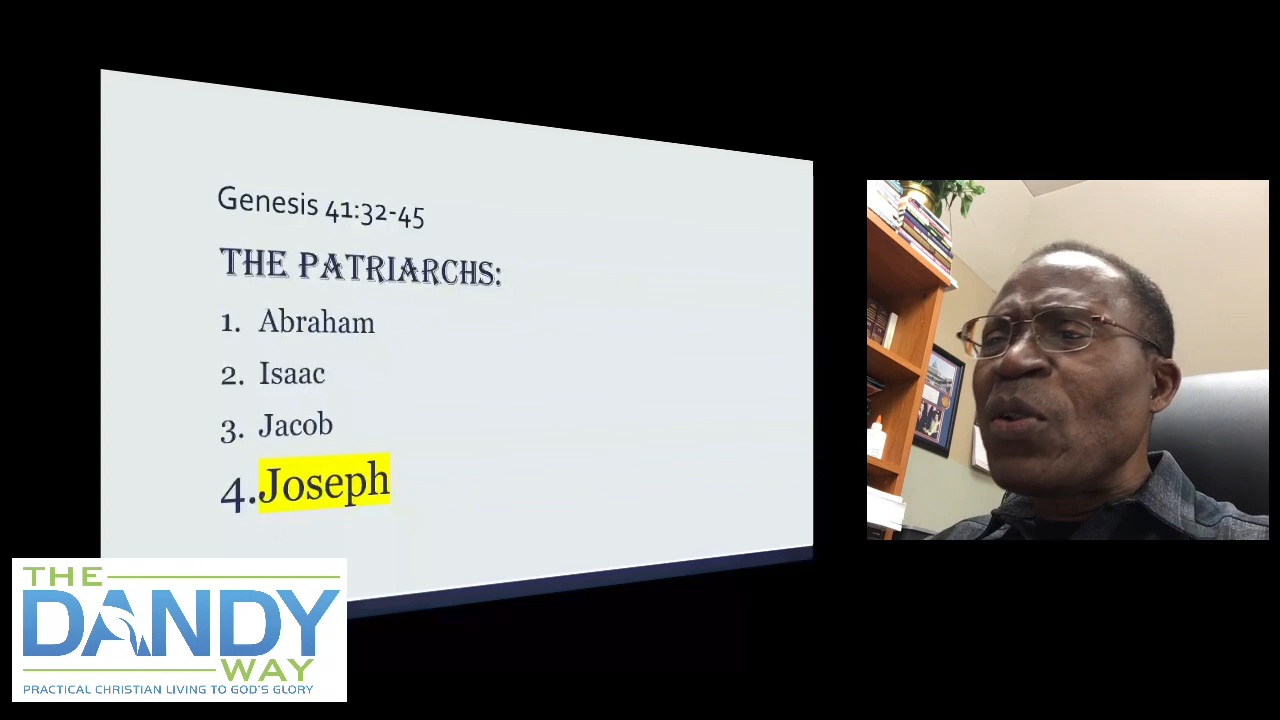 Genesis 41:32-45
THE PATRIARCHS:
1. Abraham
2. Isaac
3. Jacob
4. Joseph
THE
DANDY
WAY
PRACTICAL CHRISTIAN LIVING TO GOD'S GLORY